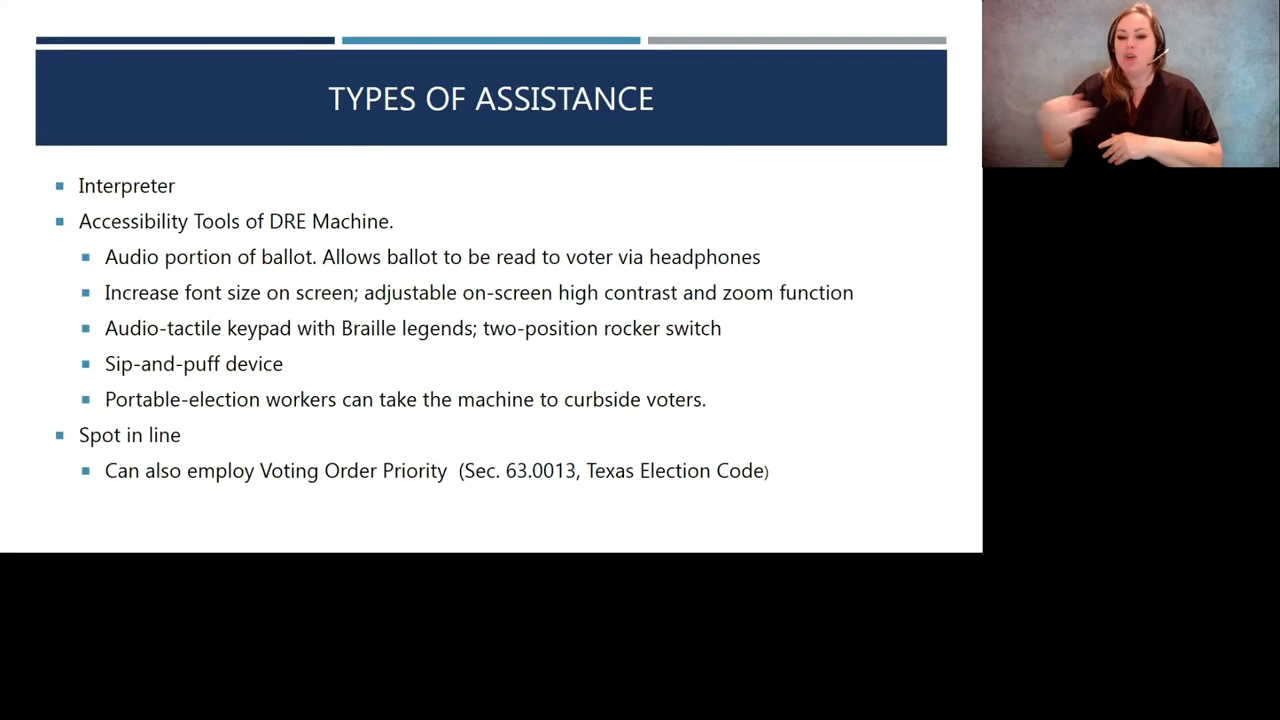 TYPES OF ASSISTANCE
Interpreter
Accessibility Tools of DRE Machine.
Audio portion of ballot. Allows ballot to be read to voter via headphones
Increase font size on screen; adjustable on-screen high contrast and zoom function
Audio-tactile keypad with Braille legends; two-position rocker switch
Sip-and-puff device
Portable-election workers can take the machine to curbside voters.
Spot in line
Can also employ Voting Order Priority (Sec. 63.0013, Texas Election Code)